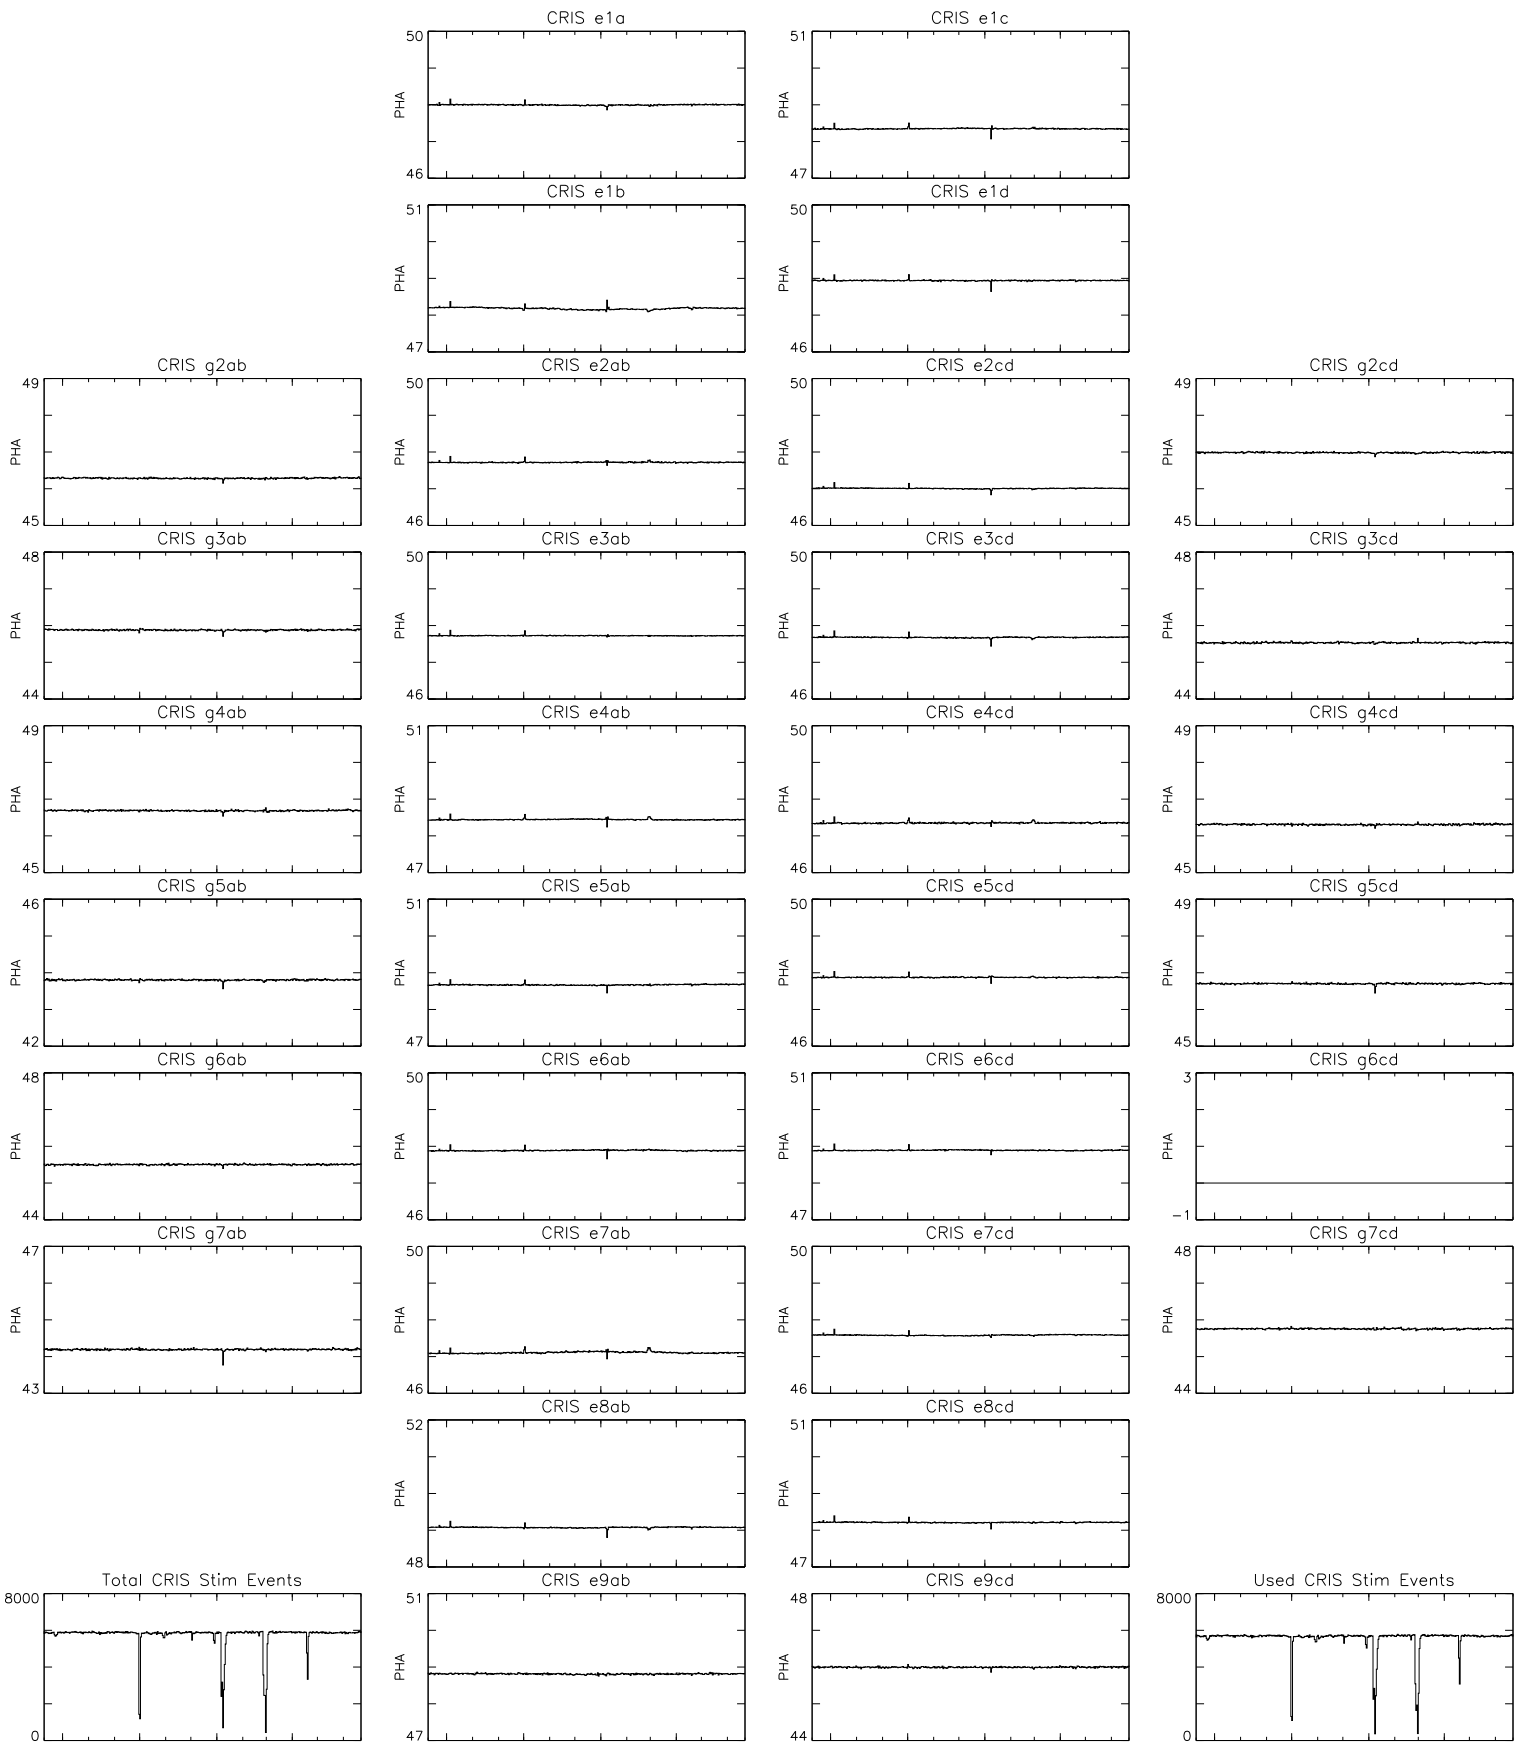 CRIS e1a CRIS e1c
50 51
PHA PHA
46 47
CRIS e1b CRIS e1d
51 50
PHA PHA
47 46
CRIS g2ab CRIS e2ab CRIS e2cd CRIS g2cd
49 50 50 49
PHA PHA PHA PHA
45 46 46 45
CRIS g3ab CRIS e3ab CRIS e3cd CRIS g3cd
48 50 50 48
PHA PHA PHA PHA
44 46 46 44
CRIS g4ab CRIS e4ab CRIS e4cd CRIS g4cd
49 51 50 49
PHA PHA PHA PHA
45 47 46 45
CRIS g5ab CRIS e5ab CRIS e5cd CRIS g5cd
46 51 50 49
PHA PHA PHA PHA
42 47 46 45
CRIS g6ab CRIS e6ab CRIS e6cd CRIS g6cd
48 50 51 3
PHA PHA PHA PHA
44 46 47 -1
CRIS g7ab CRIS e7ab CRIS e7cd CRIS g7cd
47 50 50 48
PHA PHA PHA PHA
43 46 46 44
CRIS e8ab CRIS e8cd
52 51
PHA PHA
48 47
Total CRIS Stim Events CRIS e9ab CRIS e9cd Used CRIS Stim Events
8000 51 48 8000
PHA PHA
0 47 44 0